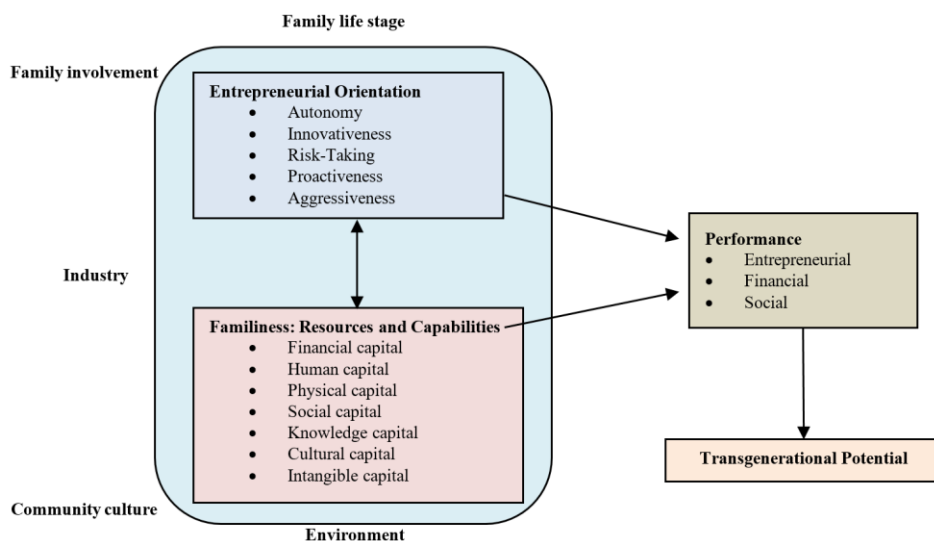 Family life stage
Family involvement
Entrepreneurial Orientation
• Autonomy
• Innovativeness
• Risk-Taking
• Proactiveness
• Aggressiveness
Industry
Familiness: Resources and Capabilities
• Financial capital
• Human capital
• Physical capital
• Social capital
• Knowledge capital
• Cultural capital
• Intangible capital
Community culture
Environment
Performance
• Entrepreneurial
• Financial
• Social
Transgenerational Potential